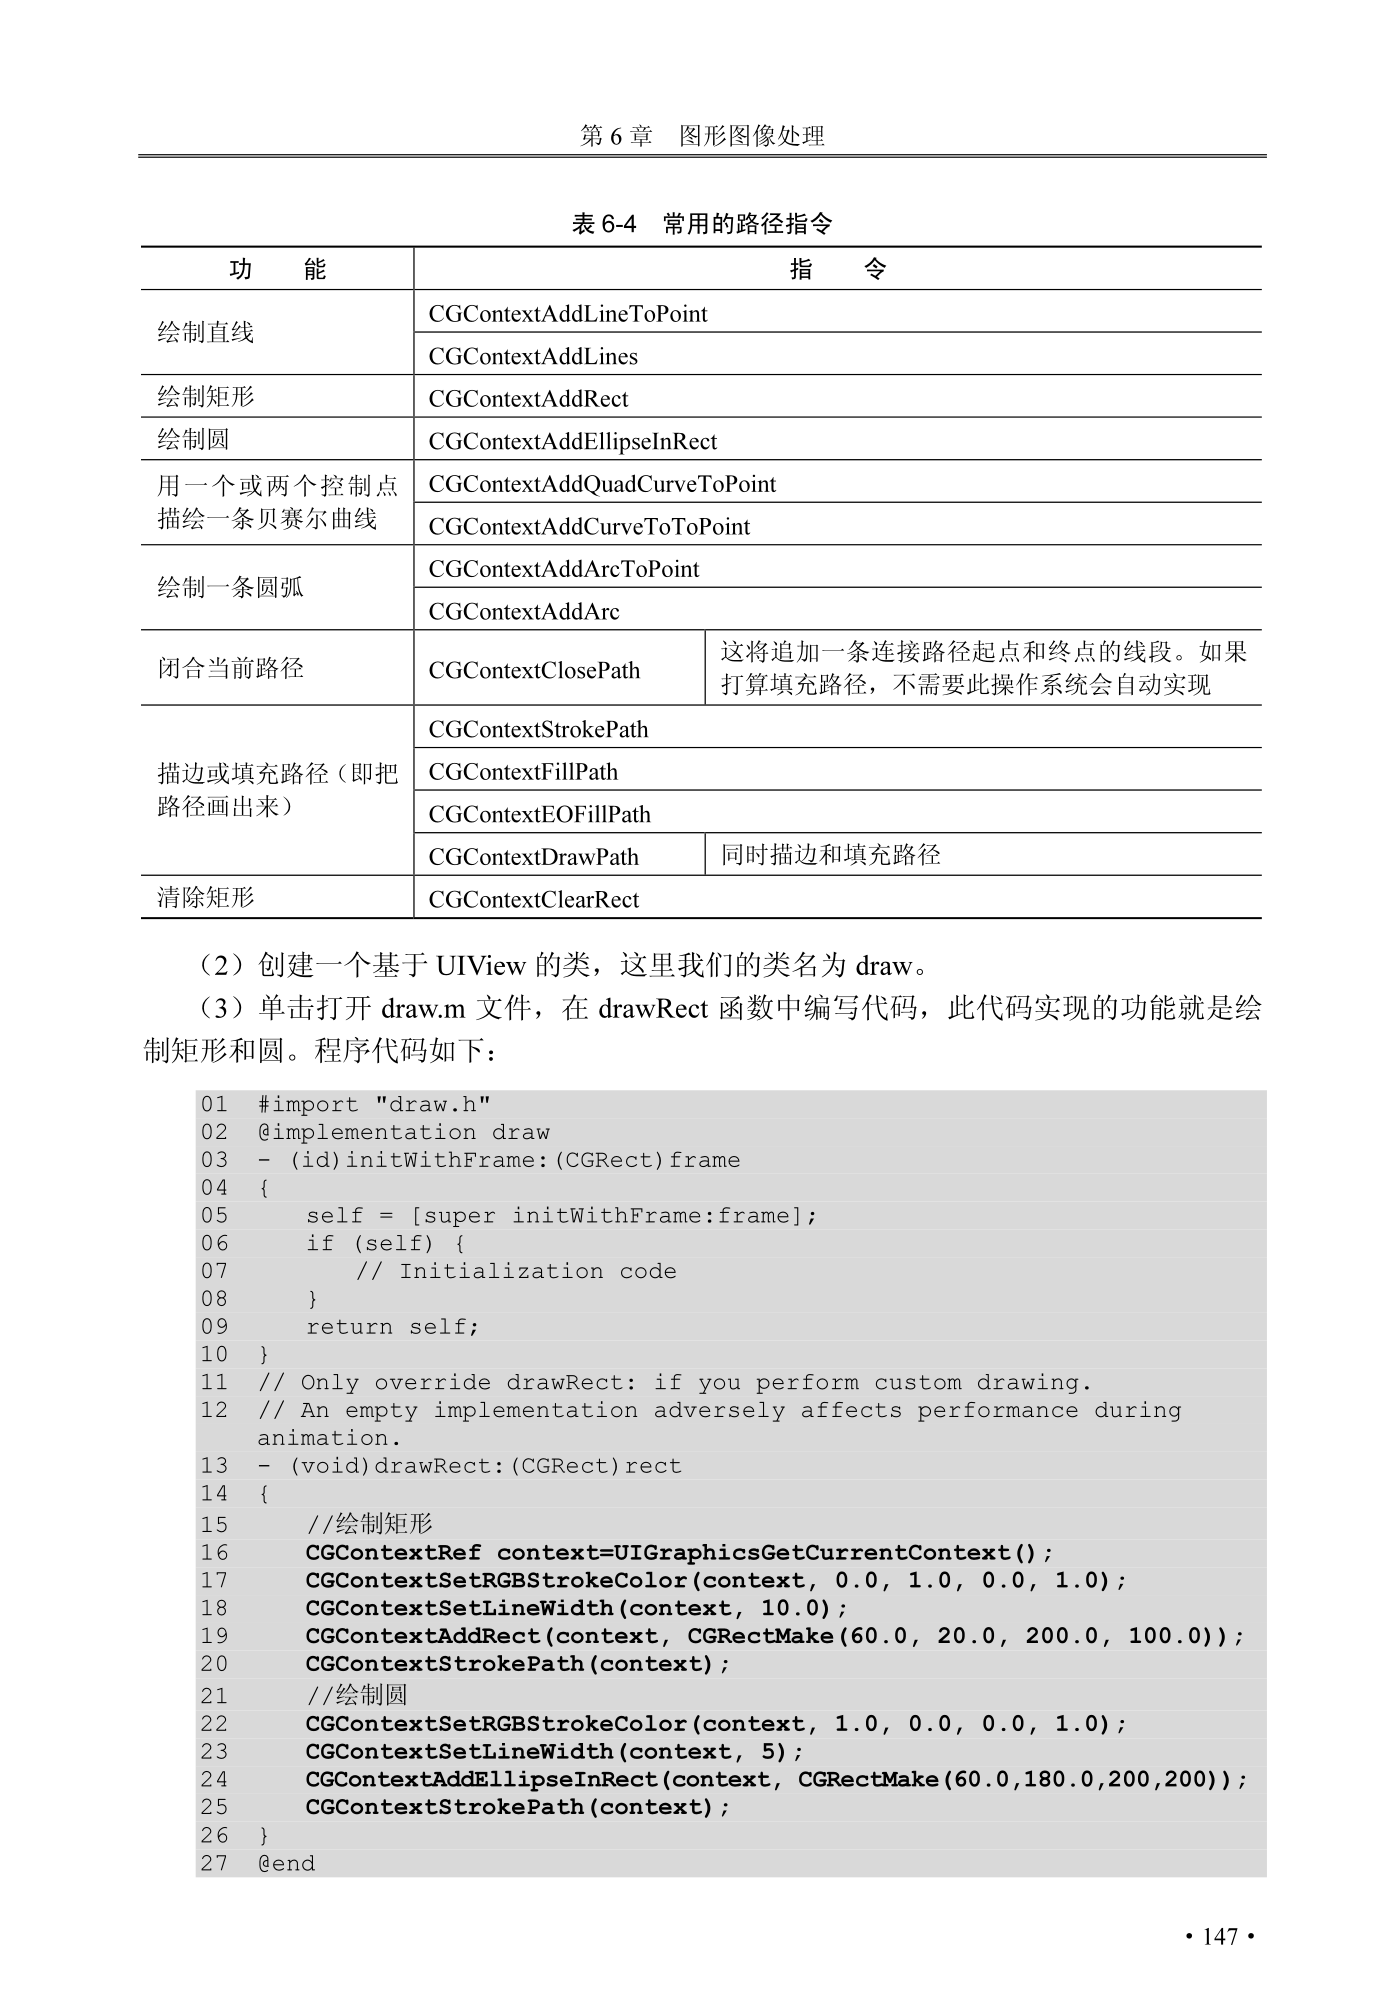 第 6 章　图形图像处理
表 6-4　常用的路径指令
功　　能　　指　　令
绘制直线
CGContextAddLineToPoint
CGContextAddLines
绘制矩形　CGContextAddRect
绘制圆　CGContextAddEllipseInRect
用一个或两个控制点
描绘一条贝赛尔曲线
CGContextAddQuadCurveToPoint
CGContextAddCurveToToPoint
绘制一条圆弧
CGContextAddArcToPoint
CGContextAddArc
闭合当前路径　CGContextClosePath
这将追加一条连接路径起点和终点的线段。如果
打算填充路径，不需要此操作系统会自动实现
描边或填充路径（即把
路径画出来）
CGContextStrokePath
CGContextFillPath
CGContextEOFillPath
CGContextDrawPath　同时描边和填充路径
清除矩形　CGContextClearRect
（2）创建一个基于 UIView 的类，这里我们的类名为 draw。
（3）单击打开 draw.m 文件，在 drawRect 函数中编写代码，此代码实现的功能就是绘
制矩形和圆。程序代码如下：
01 #import "draw.h"
02 @implementation draw
03 - (id)initWithFrame:(CGRect)frame
04 {
05 self = [super initWithFrame:frame];
06 if (self) {
07 // Initialization code
08 }
09 return self;
10 }
11 // Only override drawRect: if you perform custom drawing.
12 // An empty implementation adversely affects performance during
animation.
13 - (void)drawRect:(CGRect)rect
14 {
15 //绘制矩形
16 CGContextRef context=UIGraphicsGetCurrentContext();
17 CGContextSetRGBStrokeColor(context, 0.0, 1.0, 0.0, 1.0);
18 CGContextSetLineWidth(context, 10.0);
19 CGContextAddRect(context, CGRectMake(60.0, 20.0, 200.0, 100.0));
20 CGContextStrokePath(context);
21 //绘制圆
22 CGContextSetRGBStrokeColor(context, 1.0, 0.0, 0.0, 1.0);
23 CGContextSetLineWidth(context, 5);
24 CGContextAddEllipseInRect(context, CGRectMake(60.0,180.0,200,200));
25 CGContextStrokePath(context);
26 }
27 @end
• 147 •